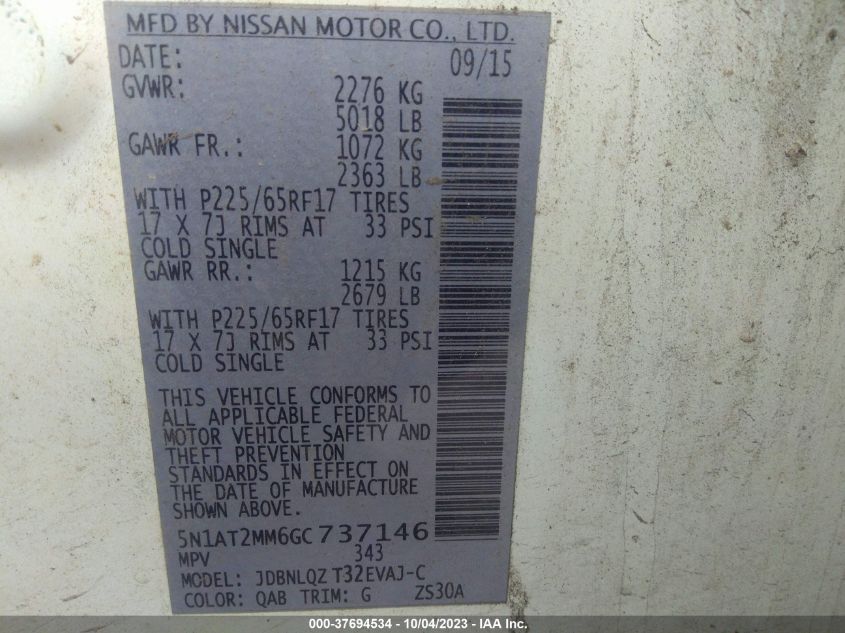 MFD BY NISSAN MOTOR CO., LTD.
DATE: 09/15
GVWR: 2276 KG
5018 LB
GAWR FR.: 1072 KG
2363 LB
WITH P225/65RF17 TIRES
17 X 7J RIMS AT 33 PSI
COLD SINGLE
GAWR RR.: 1215 KG
2679 LB
WITH P225/65RF17 TIRES
17 X 7J RIMS AT 33 PSI
COLD SINGLE
THIS VEHICLE CONFORMS TO
ALL APPLICABLE FEDERAL
MOTOR VEHICLE SAFETY AND
THEFT PREVENTION
STANDARDS IN EFFECT ON
THE DATE OF MANUFACTURE
SHOWN ABOVE.
5N1AT2MM6GC737146
MPV 343
MODEL: JDBNLQZ T32EVAJ-C
COLOR: QAB TRIM: G ZS30A
000-37694534 - 10/04/2023 - IAA Inc.